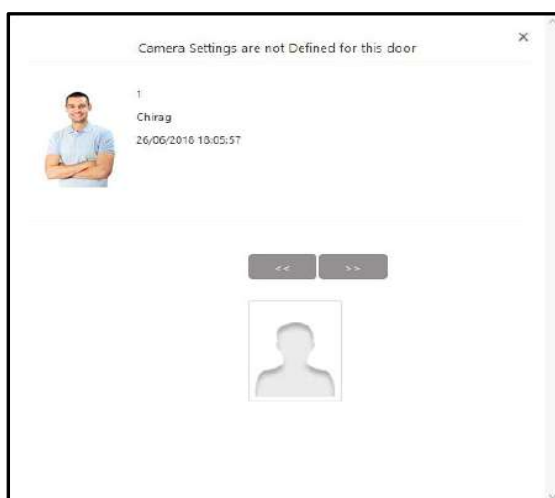 Camera Settings are not Defined for this door
×
1
Chirag
26/06/2016 18:05:57
<< >>